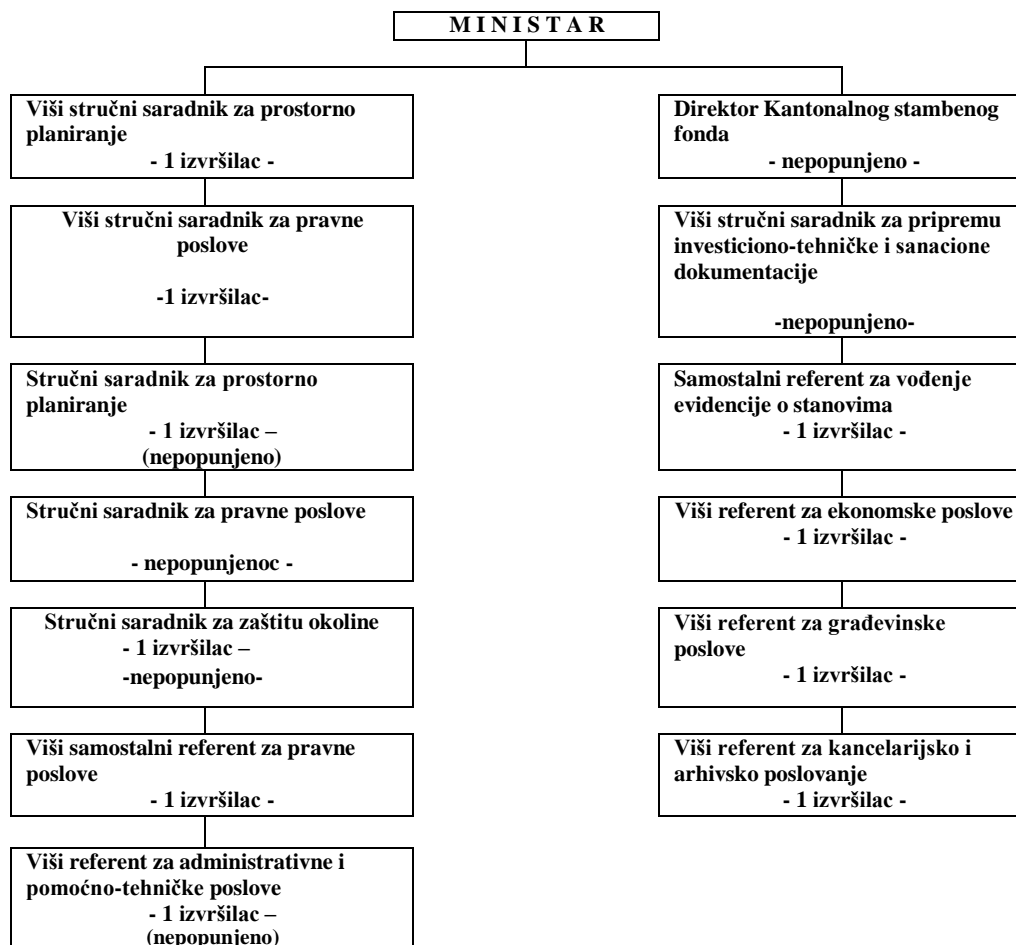 M I N I S T A R
Viši stručni saradnik za prostorno
planiranje
- 1 izvršilac -
Viši stručni saradnik za pravne
poslove
-1 izvršilac-
Stručni saradnik za prostorno
planiranje
- 1 izvršilac –
(nepopunjeno)
Stručni saradnik za pravne poslove
- nepopunjenoc -
Stručni saradnik za zaštitu okoline
- 1 izvršilac –
-nepopunjeno-
Viši samostalni referent za pravne
poslove
- 1 izvršilac -
Viši referent za administrativne i
pomoćno-tehničke poslove
- 1 izvršilac –
(nepopunjeno)
Direktor Kantonalnog stambenog
fonda
- nepopunjeno -
Viši stručni saradnik za pripremu
investiciono-tehničke i sanacione
dokumentacije
-nepopunjeno-
Samostalni referent za vođenje
evidencije o stanovima
- 1 izvršilac -
Viši referent za ekonomske poslove
- 1 izvršilac -
Viši referent za građevinske
poslove
- 1 izvršilac -
Viši referent za kancelarijsko i
arhivsko poslovanje
- 1 izvršilac -